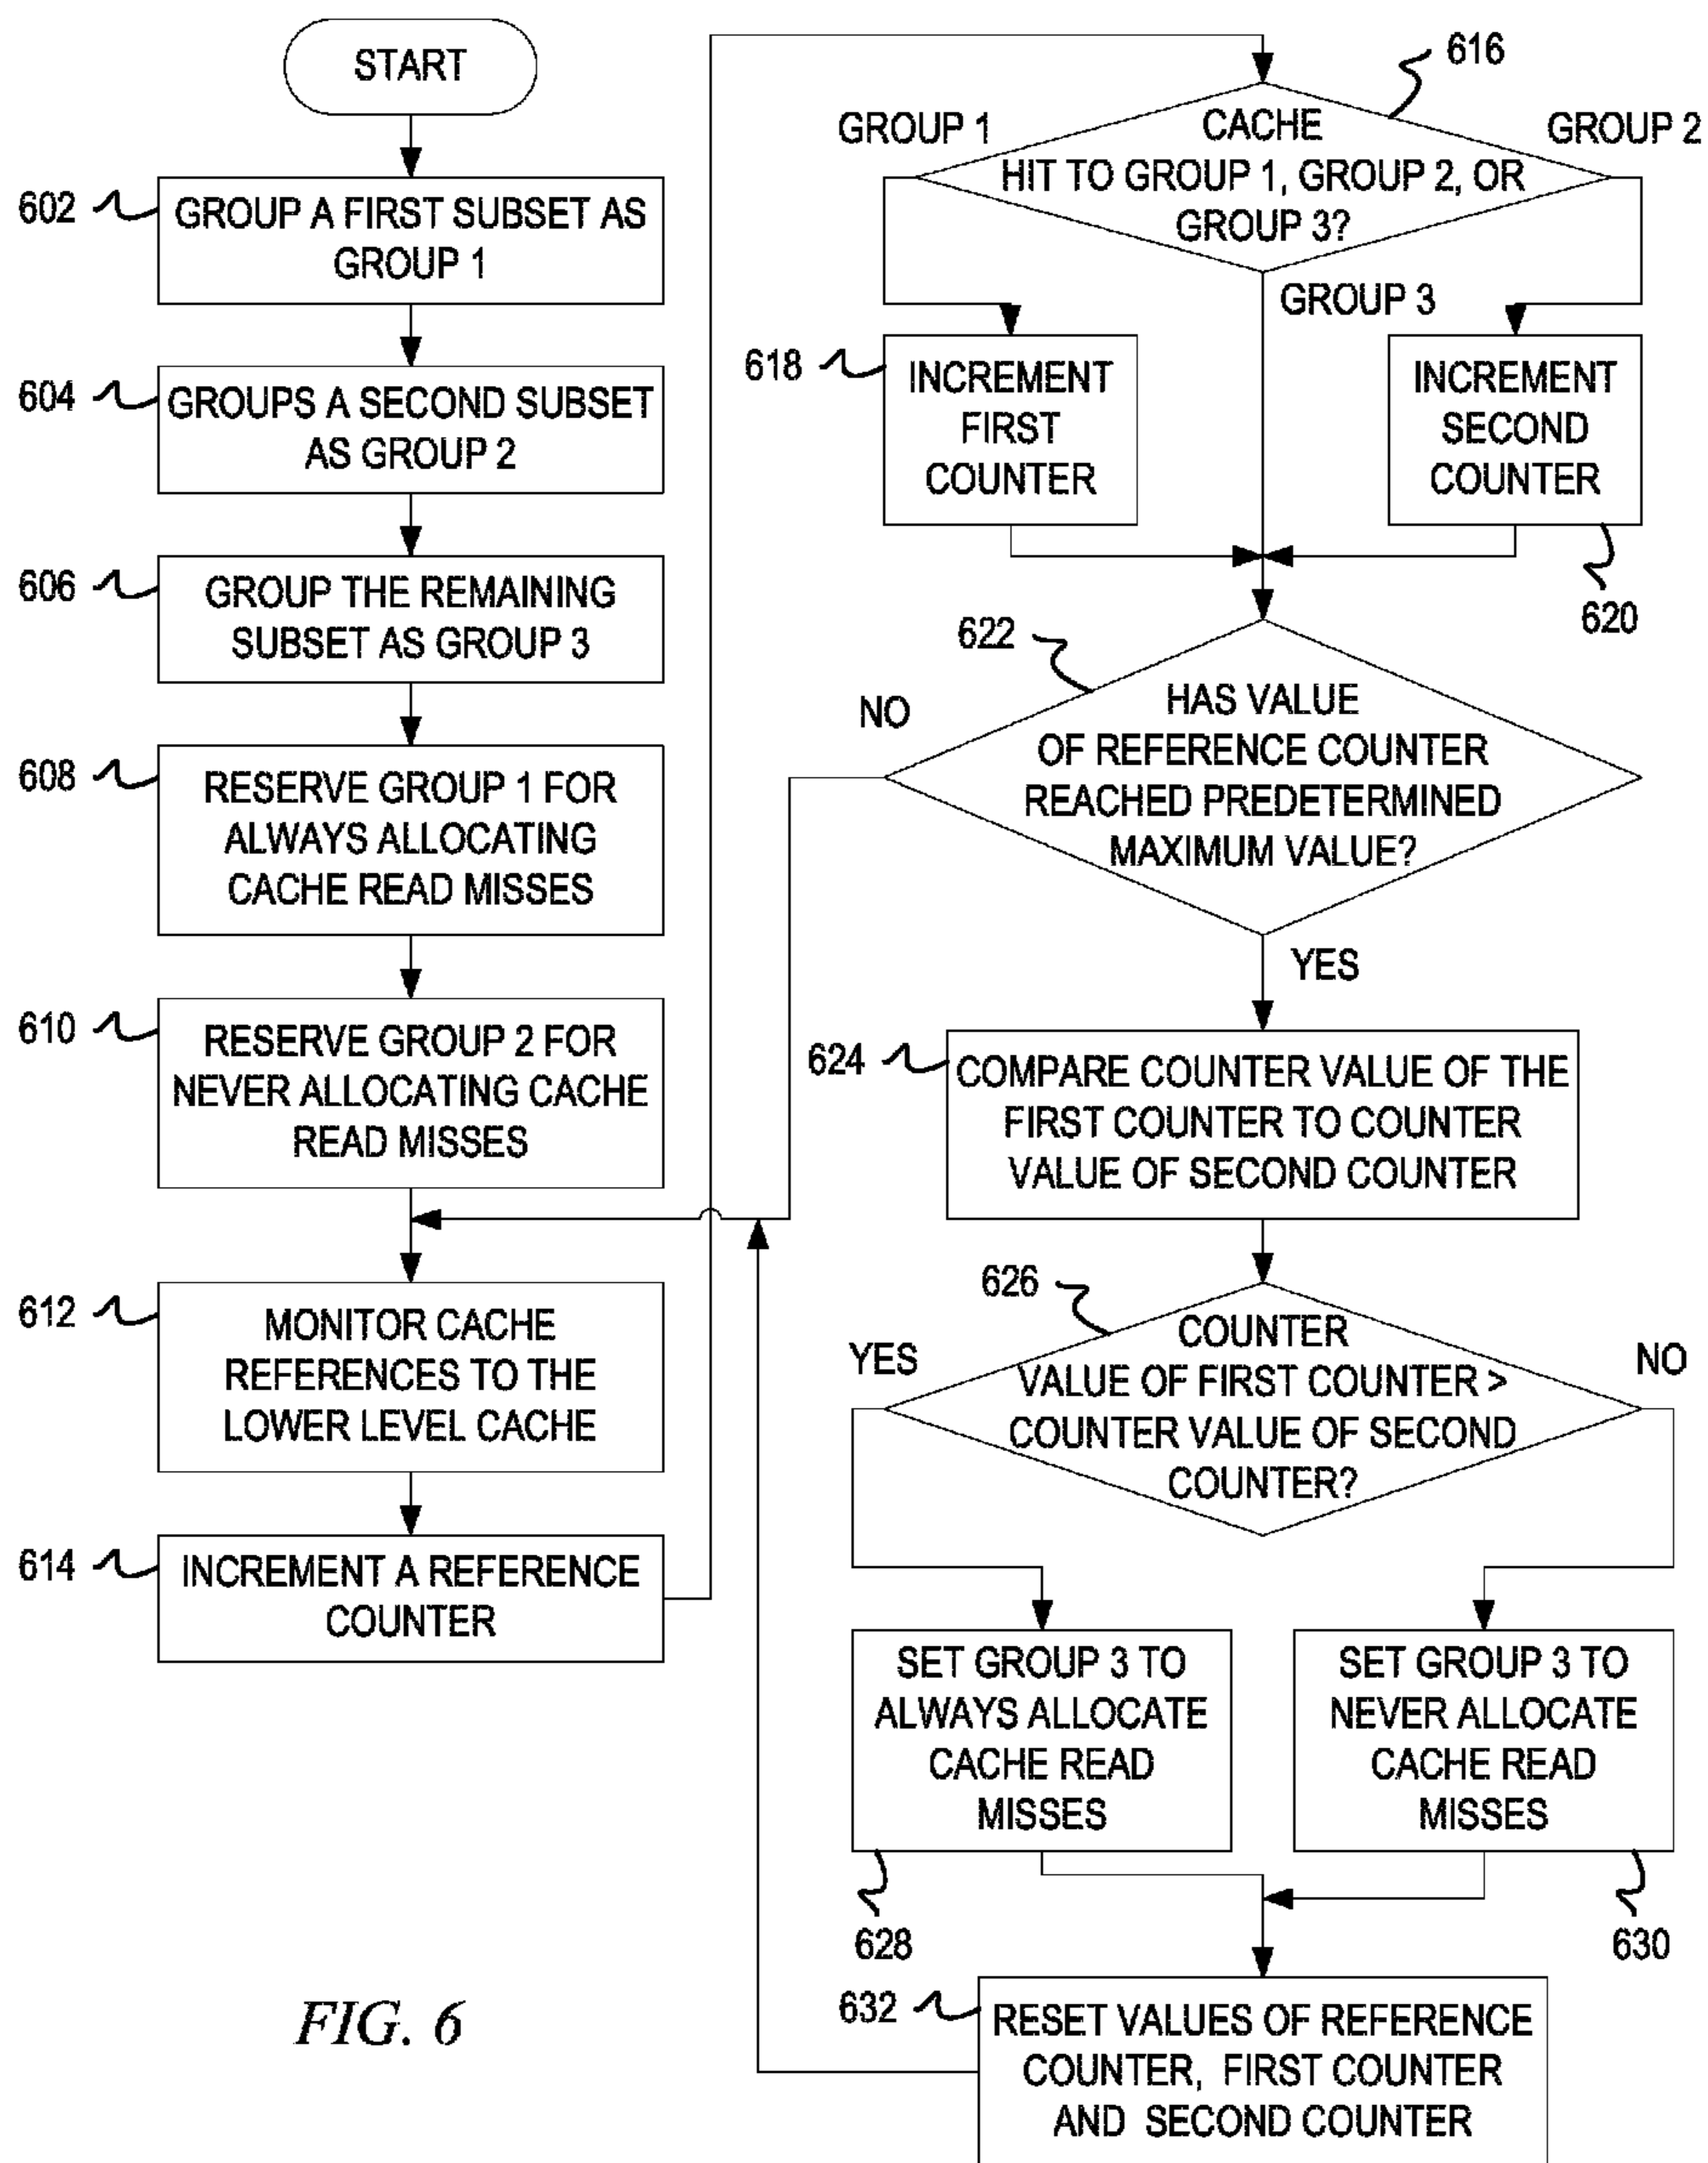 START
602
GROUP A FIRST SUBSET AS
GROUP 1
604
GROUPS A SECOND SUBSET
AS GROUP 2
606
GROUP THE REMAINING
SUBSET AS GROUP 3
608
RESERVE GROUP 1 FOR
ALWAYS ALLOCATING
CACHE READ MISSES
610
RESERVE GROUP 2 FOR
NEVER ALLOCATING CACHE
READ MISSES
612
MONITOR CACHE
REFERENCES TO THE
LOWER LEVEL CACHE
614
INCREMENT A REFERENCE
COUNTER
616
GROUP 1
CACHE
HIT TO GROUP 1, GROUP 2, OR
GROUP 3?
GROUP 2
GROUP 3
618
INCREMENT
FIRST
COUNTER
INCREMENT
SECOND
COUNTER
620
622
NO
HAS VALUE
OF REFERENCE COUNTER
REACHED PREDETERMINED
MAXIMUM VALUE?
YES
624
COMPARE COUNTER VALUE OF THE
FIRST COUNTER TO COUNTER
VALUE OF SECOND COUNTER
626
YES
COUNTER
VALUE OF FIRST COUNTER >
COUNTER VALUE OF SECOND
COUNTER?
NO
SET GROUP 3 TO
ALWAYS ALLOCATE
CACHE READ
MISSES
628
SET GROUP 3 TO
NEVER ALLOCATE
CACHE READ
MISSES
630
632
RESET VALUES OF REFERENCE
COUNTER, FIRST COUNTER
AND SECOND COUNTER
FIG. 6